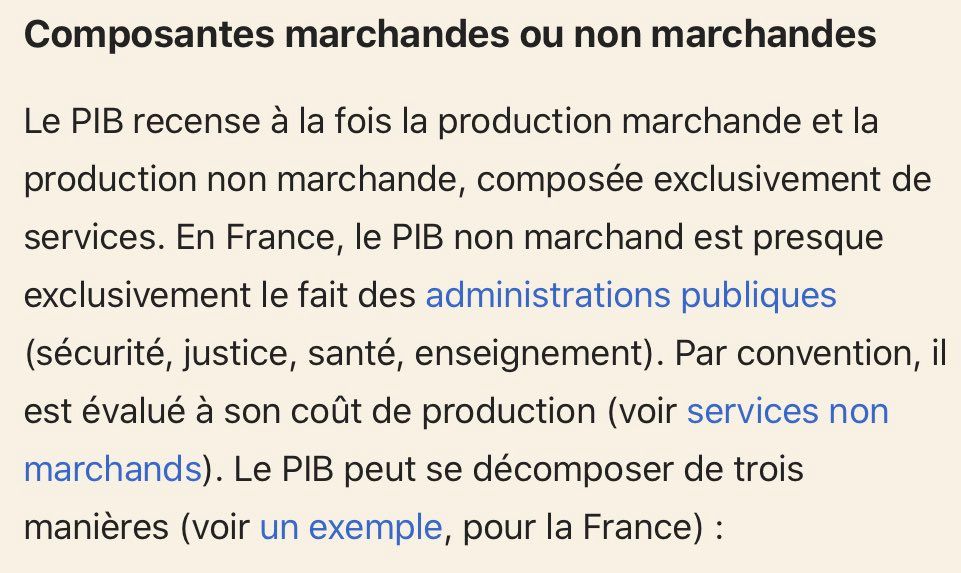 Composantes marchandes ou non marchandes
Le PIB recense à la fois la production marchande et la
production non marchande, composée exclusivement de
services. En France, le PIB non marchand est presque
exclusivement le fait des administrations publiques
(sécurité, justice, santé, enseignement). Par convention, il
est évalué à son coût de production (voir services non
marchands). Le PIB peut se décomposer de trois
manières (voir un exemple, pour la France) :